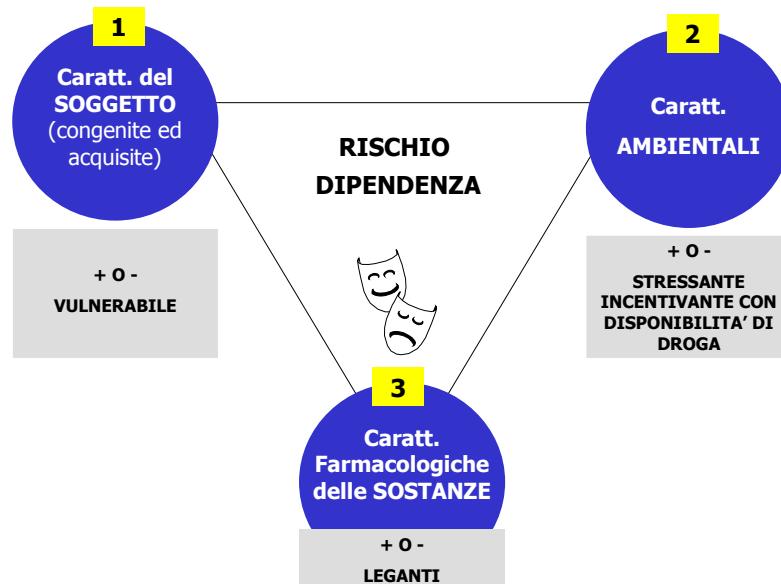 1
Caratt. del
SOGGETTO
(congenite ed
acquisite)
+ O -
VULNERABILE
RISCHIO
DIPENDENZA
2
Caratt.
AMBIENTALI
+ O -
STRESSANTE
INCENTIVANTE CON
DISPONIBILITA’ DI
DROGA
3
Caratt.
Farmacologiche
delle SOSTANZE
+ O -
LEGANTI